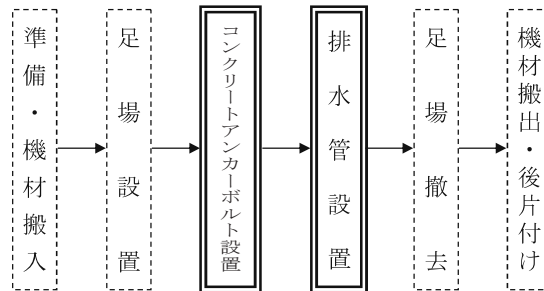 準備・機材搬入
足場設置
コンクリートアンカーボルト設置
排水管設置
足場撤去
機材搬出・後片付け